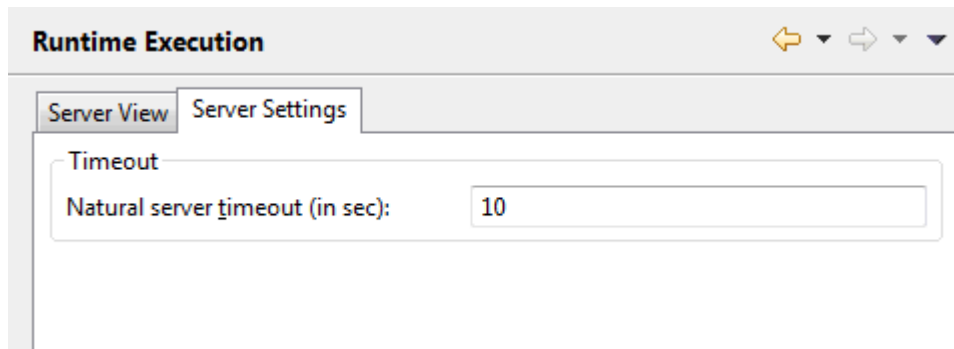 Runtime Execution
Server View Server Settings
Timeout
Natural server timeout (in sec): 10